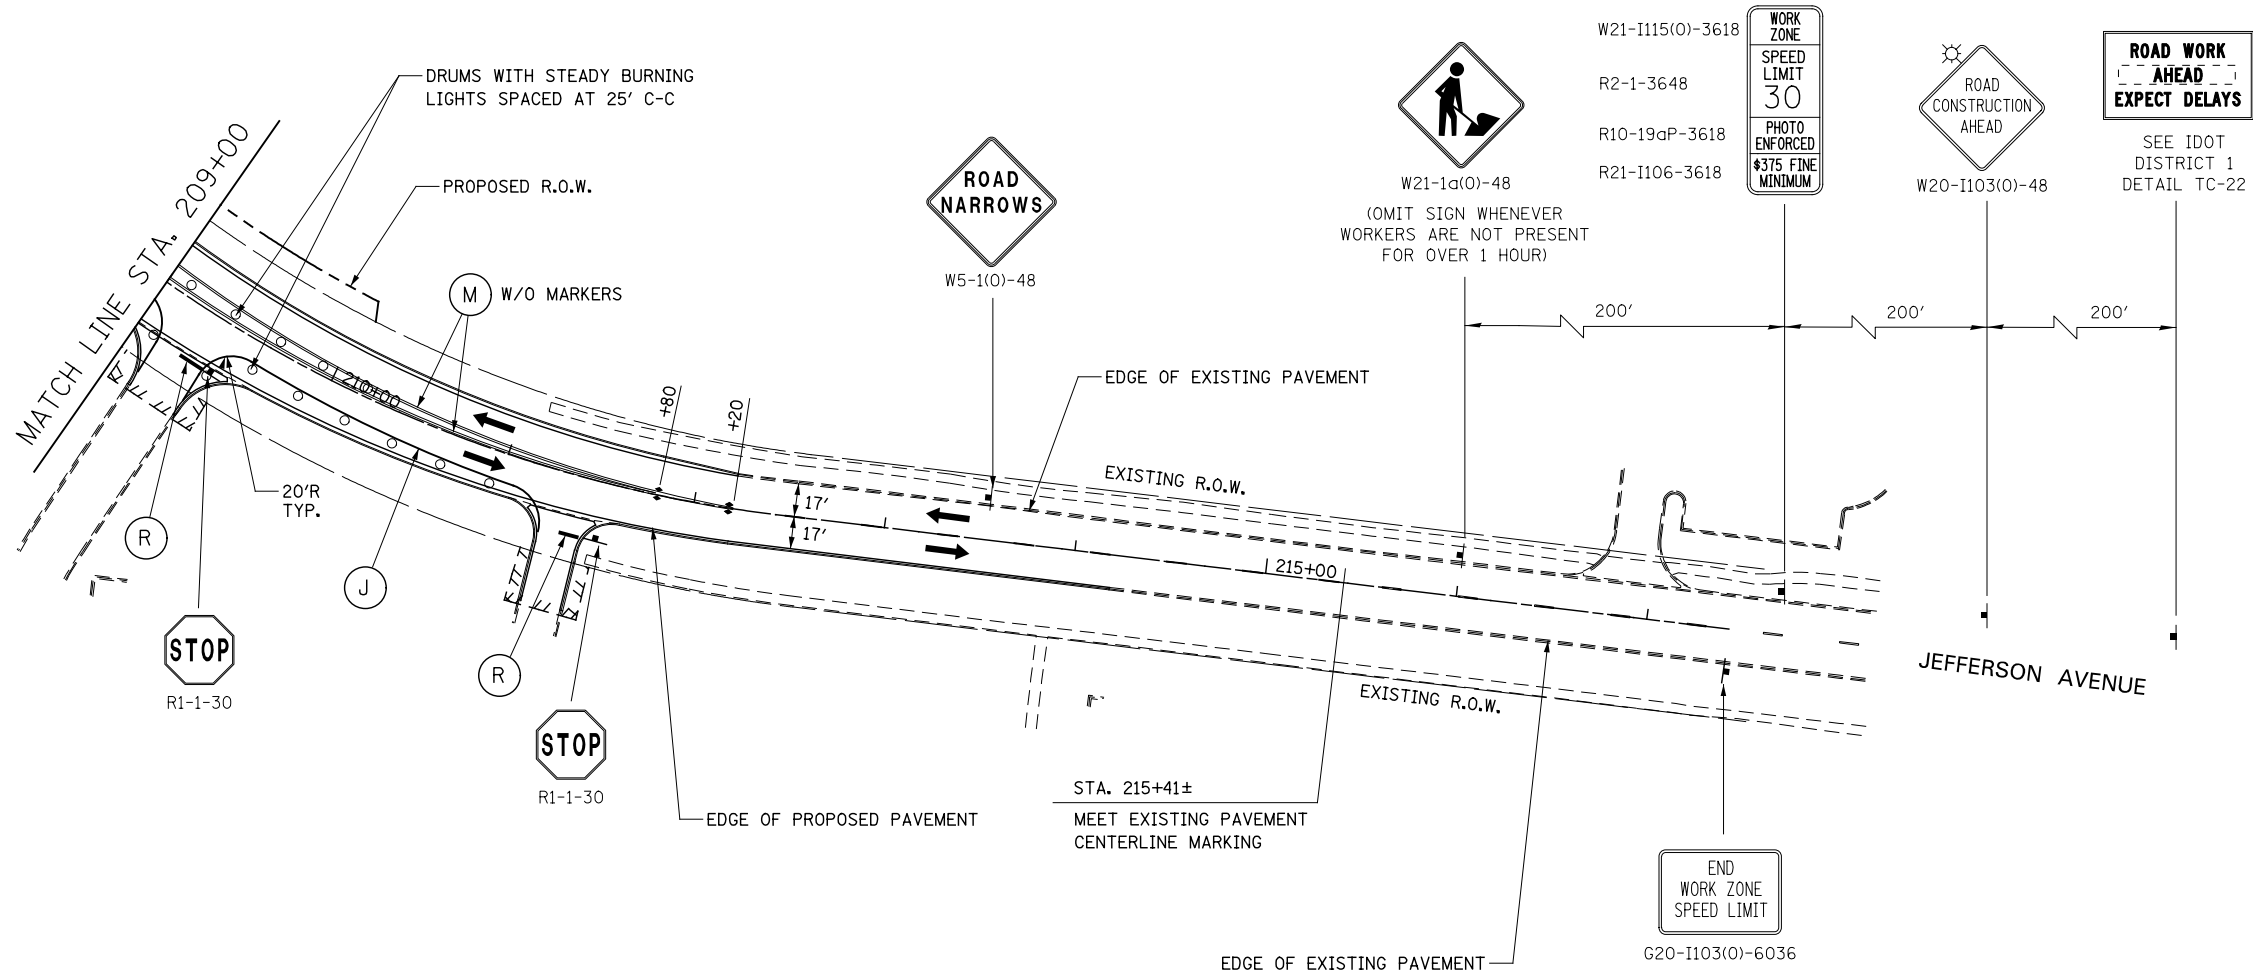 W21-I115(O)-3618
R2-1-3648
R10-19aP-3618
R21-I106-3618
WORK
ZONE
SPEED
LIMIT
30
PHOTO
ENFORCED
$375 FINE
MINIMUM
ROAD
CONSTRUCTION
AHEAD
W20-I103(O)-48
ROAD WORK
AHEAD
EXPECT DELAYS
SEE IDOT
DISTRICT 1
DETAIL TC-22
W21-1a(O)-48
(OMIT SIGN WHENEVER
WORKERS ARE NOT PRESENT
FOR OVER 1 HOUR)
ROAD
NARROWS
W5-1(O)-48
DRUMS WITH STEADY BURNING
LIGHTS SPACED AT 25' C-C
MATCH LINE STA. 209+00
PROPOSED R.O.W.
M W/O MARKERS
200'
200'
200'
210+00
+80
+20
EDGE OF EXISTING PAVEMENT
EXISTING R.O.W.
17'
17'
20'R
TYP.
R
J
215+00
STOP
R1-1-30
R
STOP
R1-1-30
EXISTING R.O.W.
JEFFERSON AVENUE
EDGE OF PROPOSED PAVEMENT
STA. 215+41±
MEET EXISTING PAVEMENT
CENTERLINE MARKING
END
WORK ZONE
SPEED LIMIT
G20-I103(O)-6036
EDGE OF EXISTING PAVEMENT